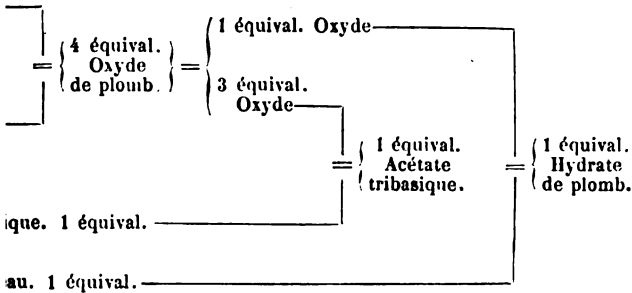 1 équival. Oxyde
4 équival.
Oxyde
de plomb.
3 équival.
Oxyde
1 équival.
Acétate
tribasique.
1 équival.
Hydrate
de plomb.
ique. 1 équival.
au. 1 équival.